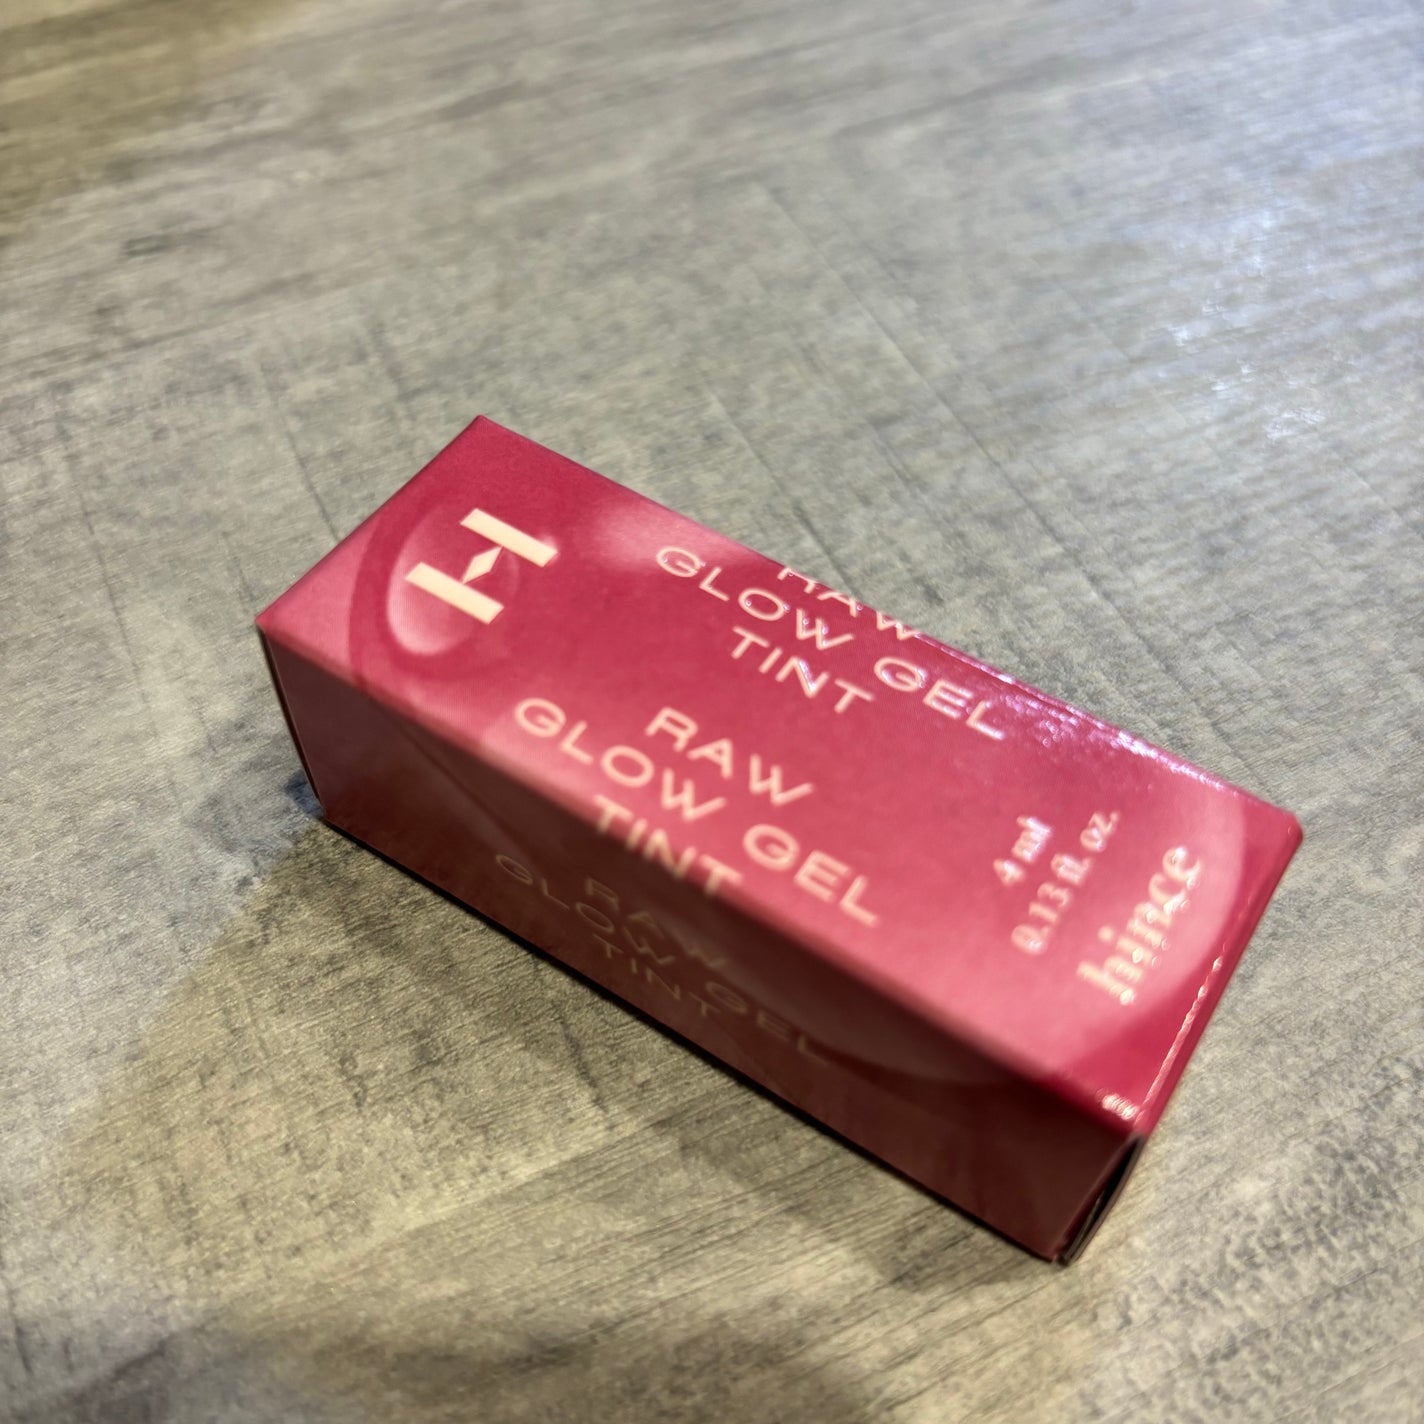 H
RAW
GLOW GEL
TINT
RAW
GLOW GEL
TINT
4 ml
0.13 fl. oz.
hince
RAW
GLOW GEL
TINT